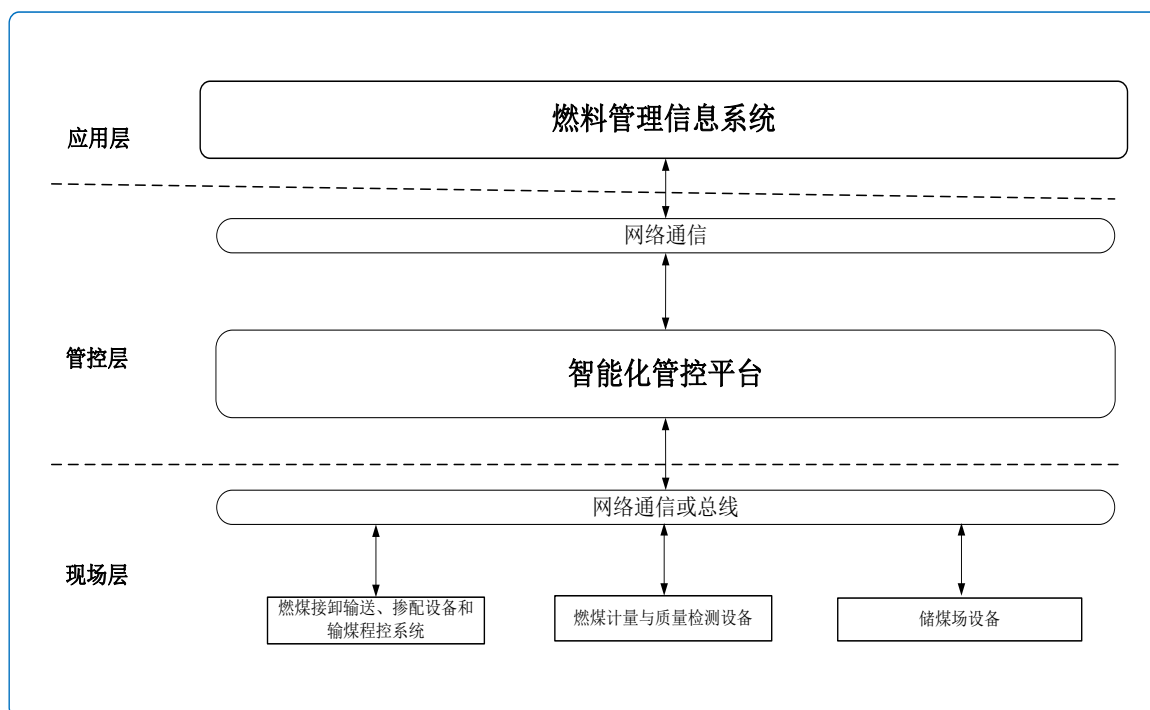 燃料管理信息系统
应用层
网络通信
管控层
智能化管控平台
网络通信或总线
现场层
燃煤接卸输送、掺配设备和
输煤程控系统
燃煤计量与质量检测设备
储煤场设备